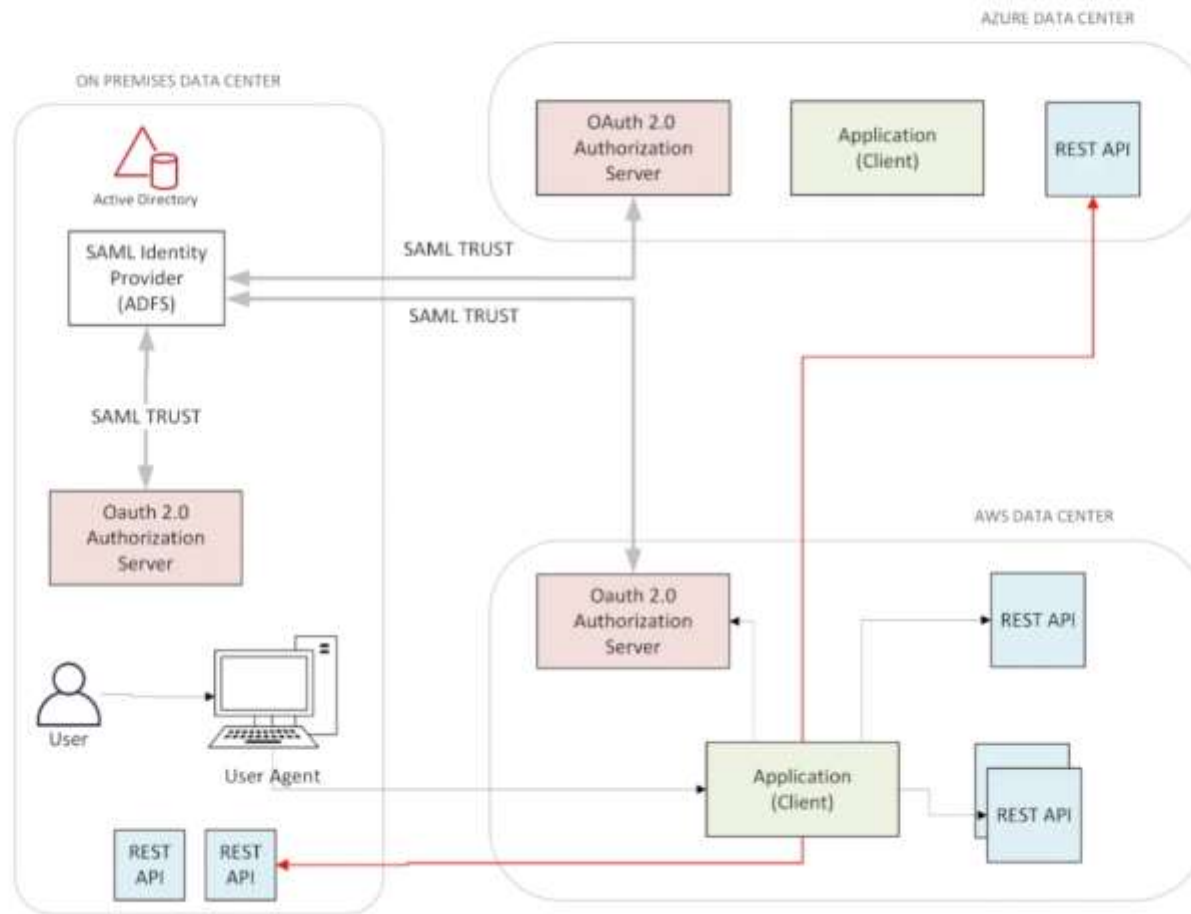 AZURE DATA CENTER
ON PREMISES DATA CENTER
OAuth 2.0
Authorization
Server
Application
(Client)
REST API
Active Directory
SAML Identity
Provider
(ADFS)
SAML TRUST
SAML TRUST
SAML TRUST
Oauth 2.0
Authorization
Server
AWS DATA CENTER
Oauth 2.0
Authorization
Server
REST API
User
User Agent
Application
(Client)
REST API
REST
API
REST
API